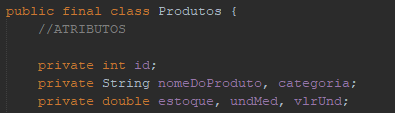 public final class Produtos {
//ATRIBUTOS
private int id;
private String nomeDoProduto, categoria;
private double estoque, undMed, vlrUnd;